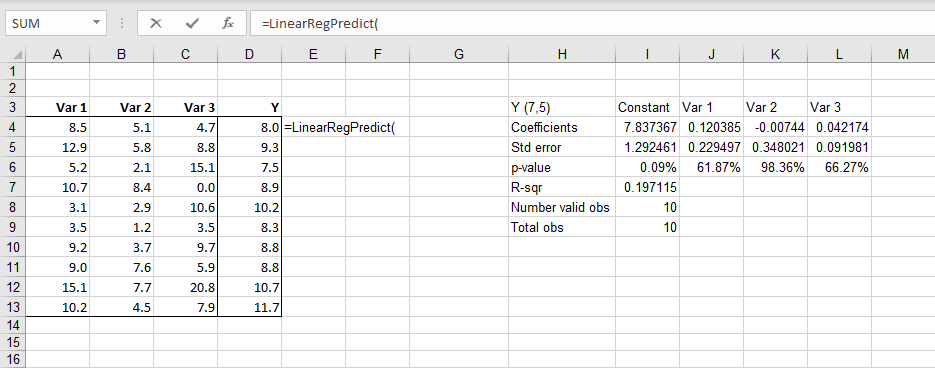 SUM fx =LinearRegPredict(
A B C D E F G H I J K L M
1
2
3 Var 1 Var 2 Var 3 Y Y (7,5) Constant Var 1 Var 2 Var 3
4 8.5 5.1 4.7 8.0 =LinearRegPredict( Coefficients 7.837367 0.120385 -0.00744 0.042174
5 12.9 5.8 8.8 9.3 Std error 1.292461 0.229497 0.348021 0.091981
6 5.2 2.1 15.1 7.5 p-value 0.09% 61.87% 98.36% 66.27%
7 10.7 8.4 0.0 8.9 R-sqr 0.197115
8 3.1 2.9 10.6 10.2 Number valid obs 10
9 3.5 1.2 3.5 8.3 Total obs 10
10 9.2 3.7 9.7 8.8
11 9.0 7.6 5.9 8.8
12 15.1 7.7 20.8 10.7
13 10.2 4.5 7.9 11.7
14
15
16